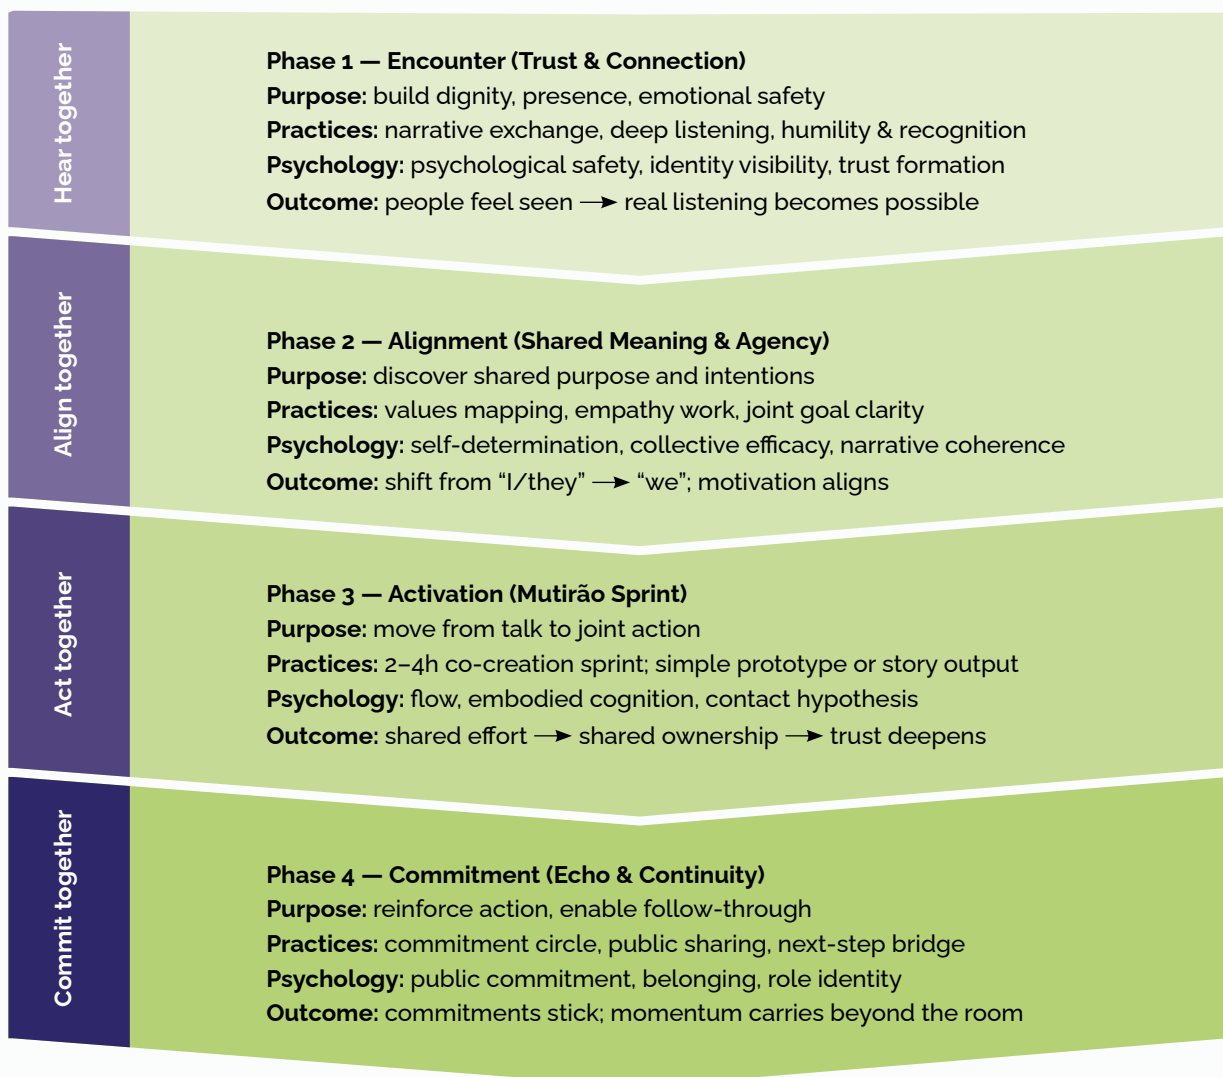 Hear together
Phase 1 — Encounter (Trust & Connection)
Purpose: build dignity, presence, emotional safety
Practices: narrative exchange, deep listening, humility & recognition
Psychology: psychological safety, identity visibility, trust formation
Outcome: people feel seen → real listening becomes possible
Align together
Phase 2 — Alignment (Shared Meaning & Agency)
Purpose: discover shared purpose and intentions
Practices: values mapping, empathy work, joint goal clarity
Psychology: self-determination, collective efficacy, narrative coherence
Outcome: shift from “I/they” → “we”; motivation aligns
Act together
Phase 3 — Activation (Mutirão Sprint)
Purpose: move from talk to joint action
Practices: 2–4h co-creation sprint; simple prototype or story output
Psychology: flow, embodied cognition, contact hypothesis
Outcome: shared effort → shared ownership → trust deepens
Commit together
Phase 4 — Commitment (Echo & Continuity)
Purpose: reinforce action, enable follow-through
Practices: commitment circle, public sharing, next-step bridge
Psychology: public commitment, belonging, role identity
Outcome: commitments stick; momentum carries beyond the room